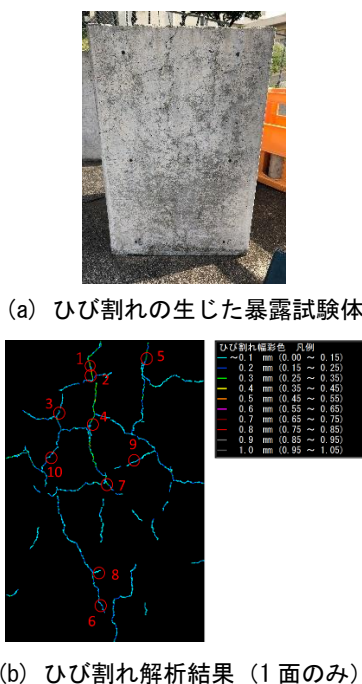 (a) ひび割れの生じた暴露試験体
ひび割れ幅彩色 凡例
～0.1 mm (0.00 ～ 0.15)
0.2 mm (0.15 ～ 0.25)
0.3 mm (0.25 ～ 0.35)
0.4 mm (0.35 ～ 0.45)
0.5 mm (0.45 ～ 0.55)
0.6 mm (0.55 ～ 0.65)
0.7 mm (0.65 ～ 0.75)
0.8 mm (0.75 ～ 0.85)
0.9 mm (0.85 ～ 0.95)
1.0 mm (0.95 ～ 1.05)
1
5
2
3
4
9
10
7
8
6
(b) ひび割れ解析結果（1面のみ）